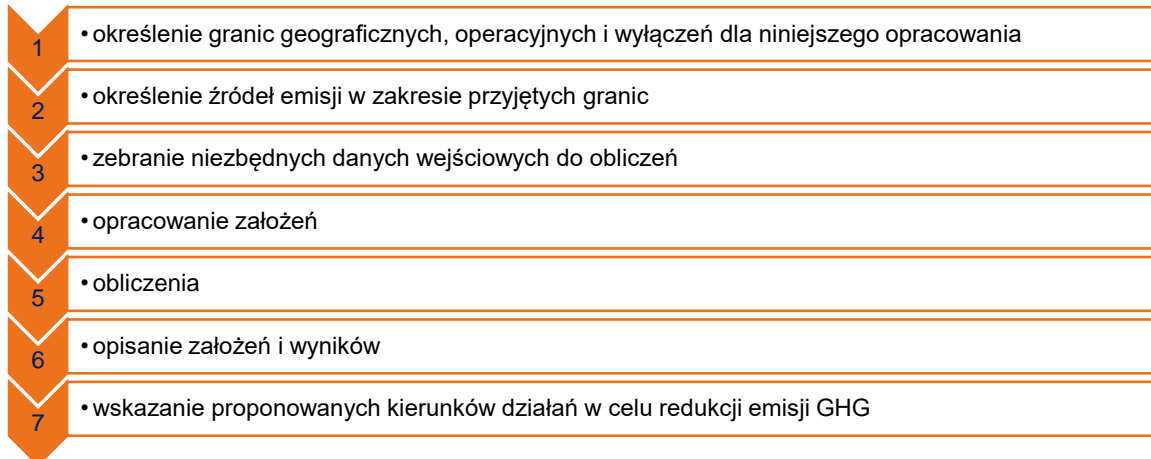 1 • określenie granic geograficznych, operacyjnych i wyłączeń dla niniejszego opracowania
2 • określenie źródeł emisji w zakresie przyjętych granic
3 • zebranie niezbędnych danych wejściowych do obliczeń
4 • opracowanie założeń
5 • obliczenia
6 • opisanie założeń i wyników
7 • wskazanie proponowanych kierunków działań w celu redukcji emisji GHG